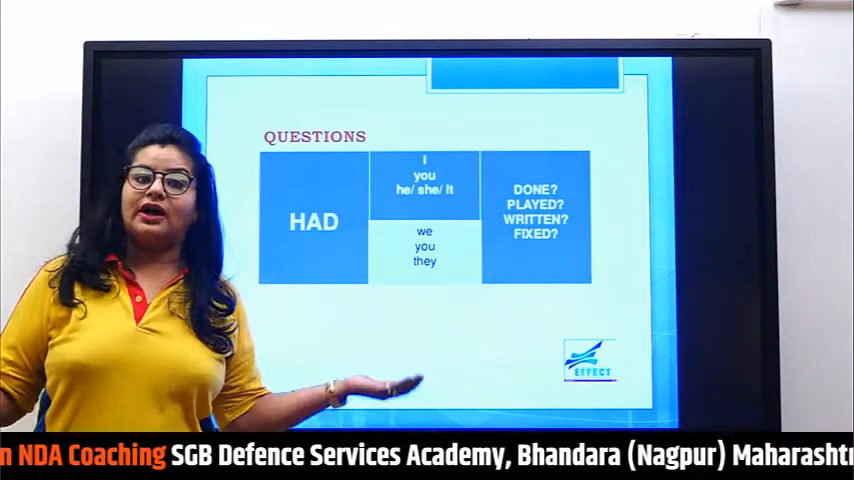 QUESTIONS
HAD
I
you
he/ she/ it
we
you
they
DONE?
PLAYED?
WRITTEN?
FIXED?
EFFECT
n NDA Coaching SGB Defence Services Academy, Bhandara (Nagpur) Maharashtr